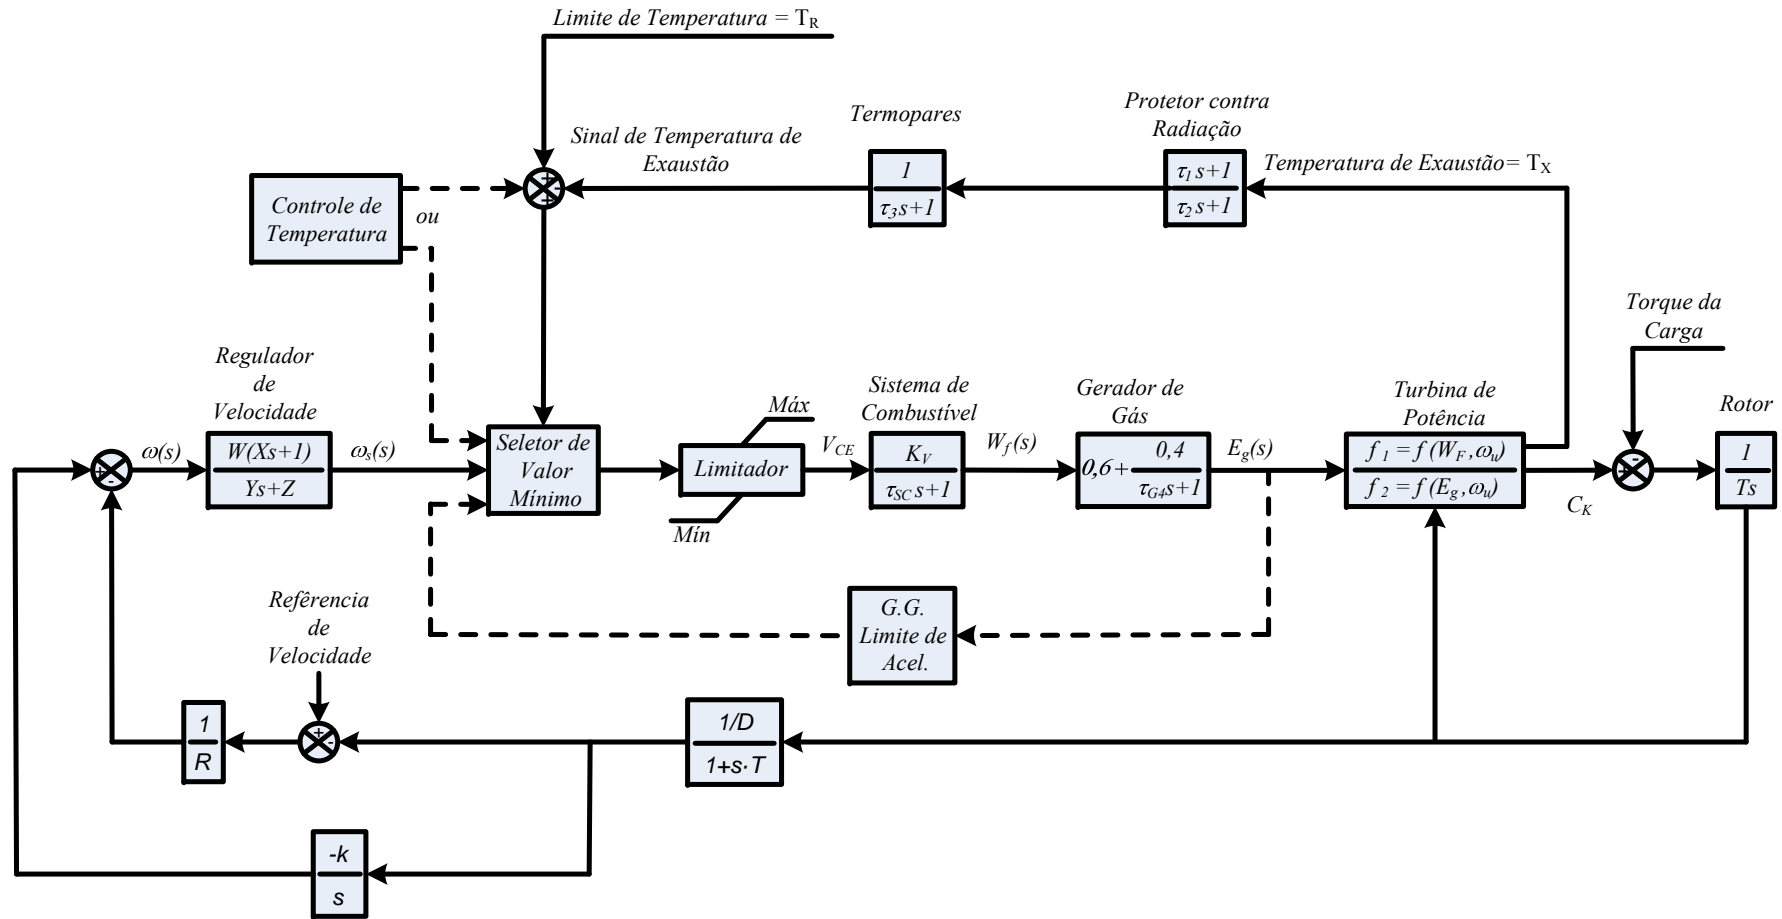 Limite de Temperatura = T_R
Protetor contra
Radiação
Termopares
Sinal de Temperatura de
Exaustão
Temperatura de Exaustão= T_X
τ₁ s+1
τ₂ s+1
1
τ₃s+1
+
-
+
Controle de
Temperatura
ou
Torque da
Carga
Regulador
de
Velocidade
Sistema de
Combustível
Gerador de
Gás
Turbina de
Potência
Rotor
Máx
+
-
ω(s)
W(Xs+1)
Ys+Z
ω_s(s)
Seletor de
Valor
Mínimo
Limitador
Mín
V_CE
K_V
τ_SC s+1
W_f(s)
0,6+
0,4
τ_G4s+1
E_g(s)
f ₁ = f (W_F , ω_u)
f ₂ = f (E_g , ω_u)
C_K
-
+
1
Ts
G.G.
Limite de
Acel.
Refêrencia
de
Velocidade
1
R
+
-
1/D
1+s·T
-k
s